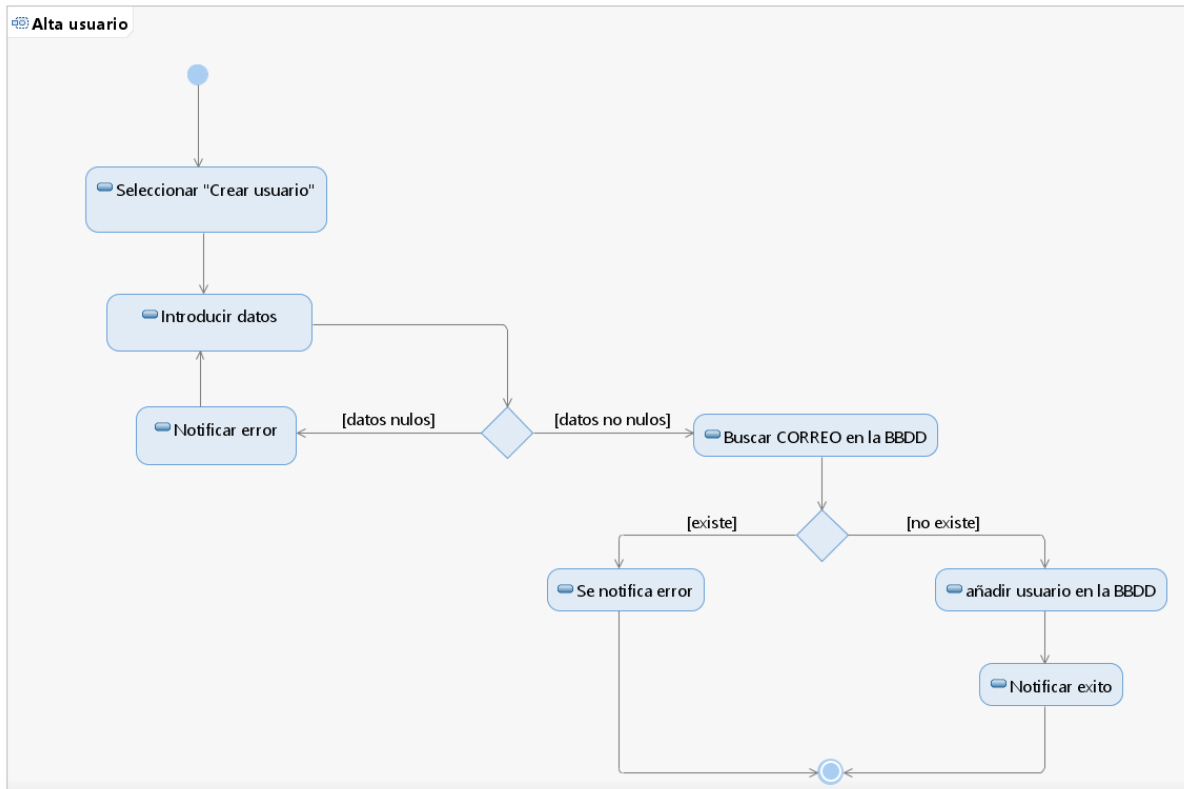 Alta usuario
Seleccionar "Crear usuario"
Introducir datos
Notificar error
[datos nulos]
[datos no nulos]
Buscar CORREO en la BBDD
[existe]
[no existe]
Se notifica error
añadir usuario en la BBDD
Notificar exito